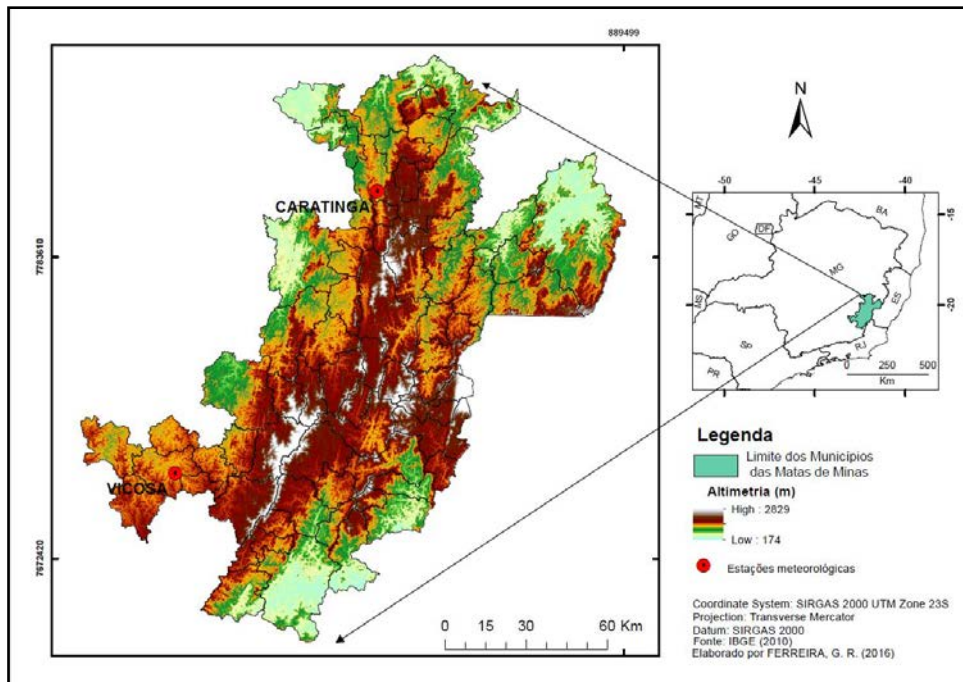 889499
7783610
7672420
CARATINGA
VIÇOSA
0 15 30 45 60 Km
N
-50 -45 -40
-15
-20
MT
GO
DF
BA
MG
ES
MS
SP
RJ
PR
0 250 500
Km
Legenda
Limite dos Municípios
das Matas de Minas
Altimetria (m)
High : 2829
Low : 174
Estações meteorológicas
Coordinate System: SIRGAS 2000 UTM Zone 23S
Projection: Transverse Mercator
Datum: SIRGAS 2000
Fonte: IBGE (2010)
Elaborado por FERREIRA, G. R. (2016)